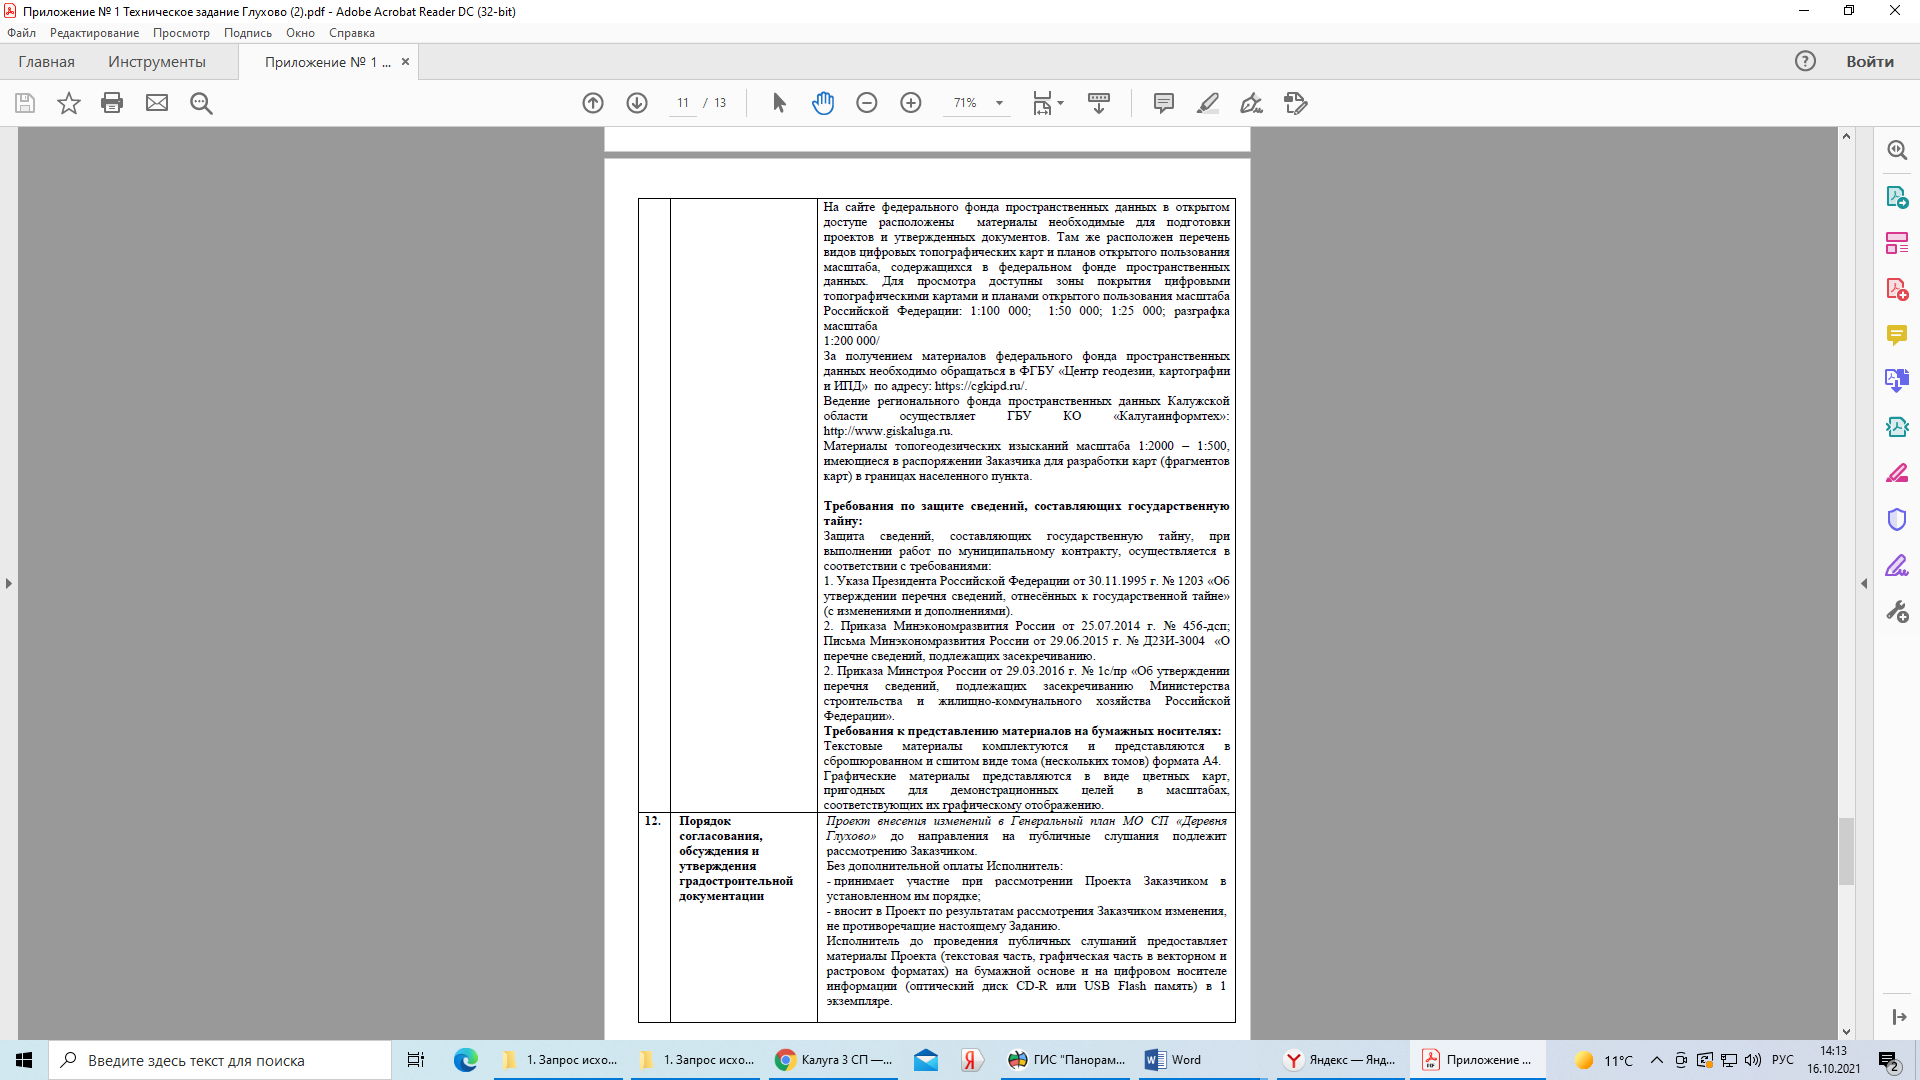 Приложение № 1 Техническое задание Глухово (2).pdf - Adobe Acrobat Reader DC (32-bit)
Файл Редактирование Просмотр Подпись Окно Справка
Главная Инструменты Приложение № 1 ... × Войти
11 / 13 71%
На сайте федерального фонда пространственных данных в открытом
доступе расположены материалы необходимые для подготовки
проектов и утвержденных документов. Там же расположен перечень
видов цифровых топографических карт и планов открытого пользования
масштаба, содержащихся в федеральном фонде пространственных
данных. Для просмотра доступны зоны покрытия цифровыми
топографическими картами и планами открытого пользования масштаба
Российской Федерации: 1:100 000; 1:50 000; 1:25 000; разграфка
масштаба
1:200 000/
За получением материалов федерального фонда пространственных
данных необходимо обращаться в ФГБУ «Центр геодезии, картографии
и ИПД» по адресу: https://cgkipd.ru/.
Ведение регионального фонда пространственных данных Калужской
области осуществляет ГБУ КО «Калугаинформтех»:
http://www.giskaluga.ru.
Материалы топогеодезических изысканий масштаба 1:2000 – 1:500,
имеющиеся в распоряжении Заказчика для разработки карт (фрагментов
карт) в границах населенного пункта.
Требования по защите сведений, составляющих государственную
тайну:
Защита сведений, составляющих государственную тайну, при
выполнении работ по муниципальному контракту, осуществляется в
соответствии с требованиями:
1. Указа Президента Российской Федерации от 30.11.1995 г. № 1203 «Об
утверждении перечня сведений, отнесённых к государственной тайне»
(с изменениями и дополнениями).
2. Приказа Минэкономразвития России от 25.07.2014 г. № 456-дсп;
Письма Минэкономразвития России от 29.06.2015 г. № Д23И-3004 «О
перечне сведений, подлежащих засекречиванию.
2. Приказа Минстроя России от 29.03.2016 г. № 1с/пр «Об утверждении
перечня сведений, подлежащих засекречиванию Министерства
строительства и жилищно-коммунального хозяйства Российской
Федерации».
Требования к представлению материалов на бумажных носителях:
Текстовые материалы комплектуются и представляются в
сброшюрованном и сшитом виде тома (нескольких томов) формата А4.
Графические материалы представляются в виде цветных карт,
пригодных для демонстрационных целей в масштабах,
соответствующих их графическому отображению.
12. Порядок
согласования,
обсуждения и
утверждения
градостроительной
документации
Проект внесения изменений в Генеральный план МО СП «Деревня
Глухово» до направления на публичные слушания подлежит
рассмотрению Заказчиком.
Без дополнительной оплаты Исполнитель:
- принимает участие при рассмотрении Проекта Заказчиком в
установленном им порядке;
- вносит в Проект по результатам рассмотрения Заказчиком изменения,
не противоречащие настоящему Заданию.
Исполнитель до проведения публичных слушаний предоставляет
материалы Проекта (текстовая часть, графическая часть в векторном и
растровом форматах) на бумажной основе и на цифровом носителе
информации (оптический диск CD-R или USB Flash память) в 1
экземпляре.
Введите здесь текст для поиска 1. Запрос исхо... 1. Запрос исхо... Калуга 3 СП —... ГИС "Панорам... Word Яндекс — Янд... Приложение ... 11°C РУС 14:13
16.10.2021 2